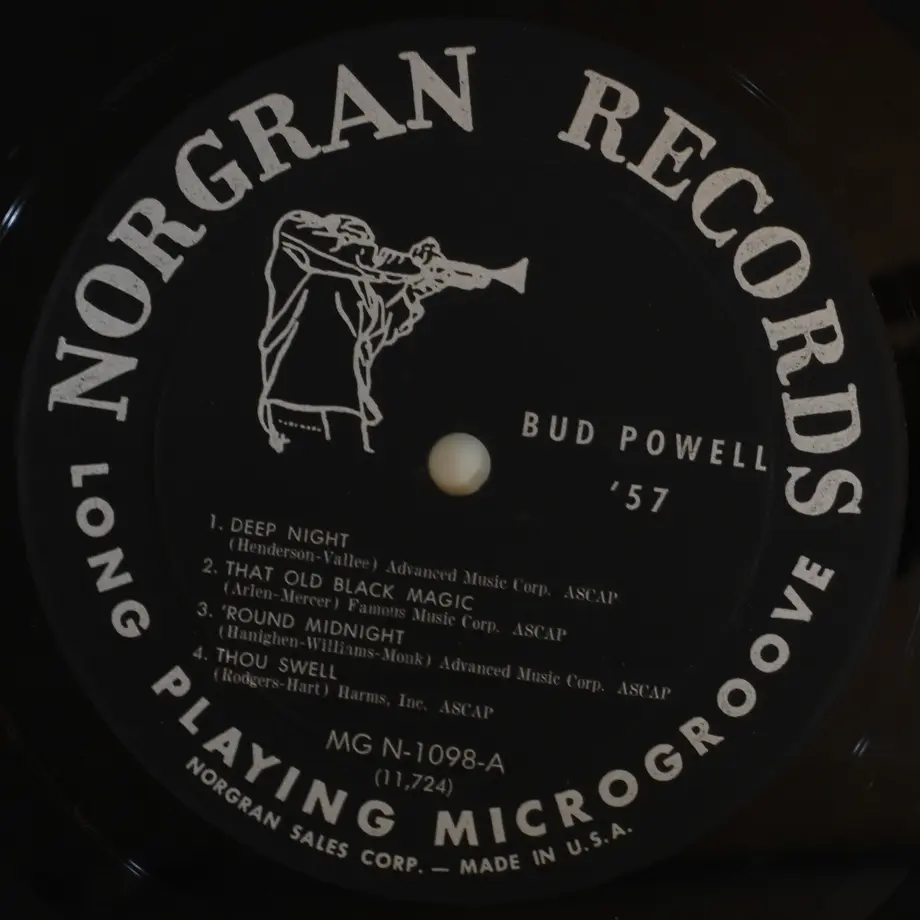 NORGRAN RECORDS
BUD POWELL
'57
1. DEEP NIGHT
(Henderson-Vallee) Advanced Music Corp. ASCAP
2. THAT OLD BLACK MAGIC
(Arlen-Mercer) Famous Music Corp. ASCAP
3. 'ROUND MIDNIGHT
(Hanighen-Williams-Monk) Advanced Music Corp. ASCAP
4. THOU SWELL
(Rodgers-Hart) Harms, Inc. ASCAP
MG N-1098-A
(11,724)
LONG PLAYING MICROGROOVE
NORGRAN SALES CORP. — MADE IN U.S.A.